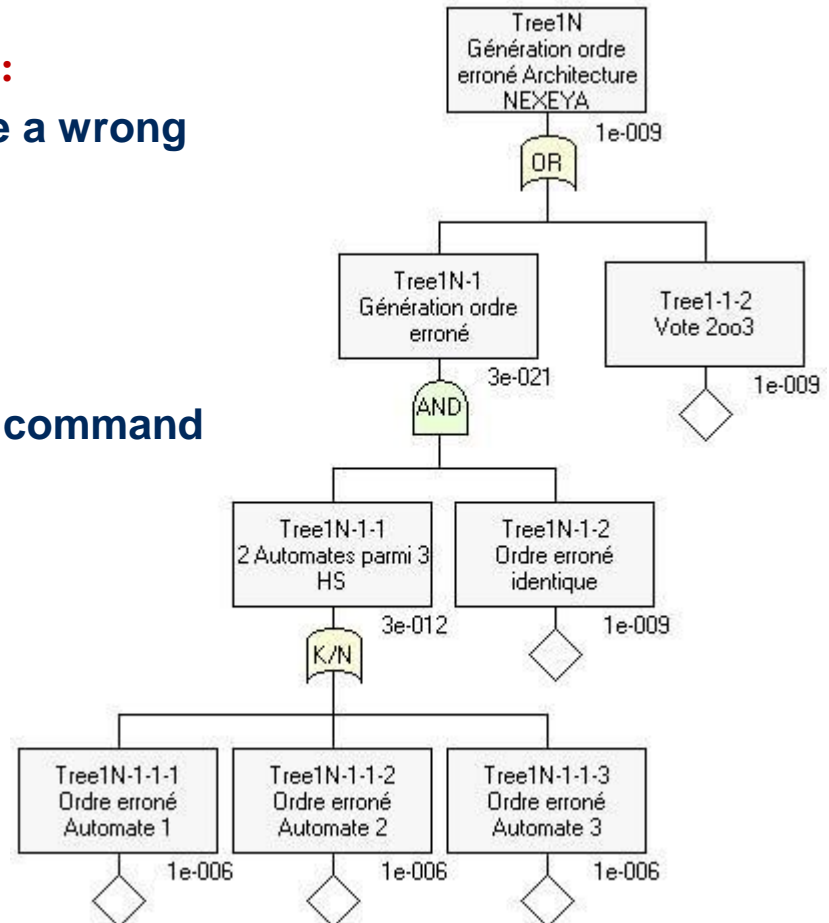 :
e a wrong
command
Tree1N
Génération ordre
erroné Architecture
NEXEYA
1e-009
OR
Tree1N-1
Génération ordre
erroné
3e-021
Tree1-1-2
Vote 2oo3
1e-009
AND
Tree1N-1-1
2 Automates parmi 3
HS
3e-012
Tree1N-1-2
Ordre erroné
identique
1e-009
K/N
Tree1N-1-1-1
Ordre erroné
Automate 1
1e-006
Tree1N-1-1-2
Ordre erroné
Automate 2
1e-006
Tree1N-1-1-3
Ordre erroné
Automate 3
1e-006